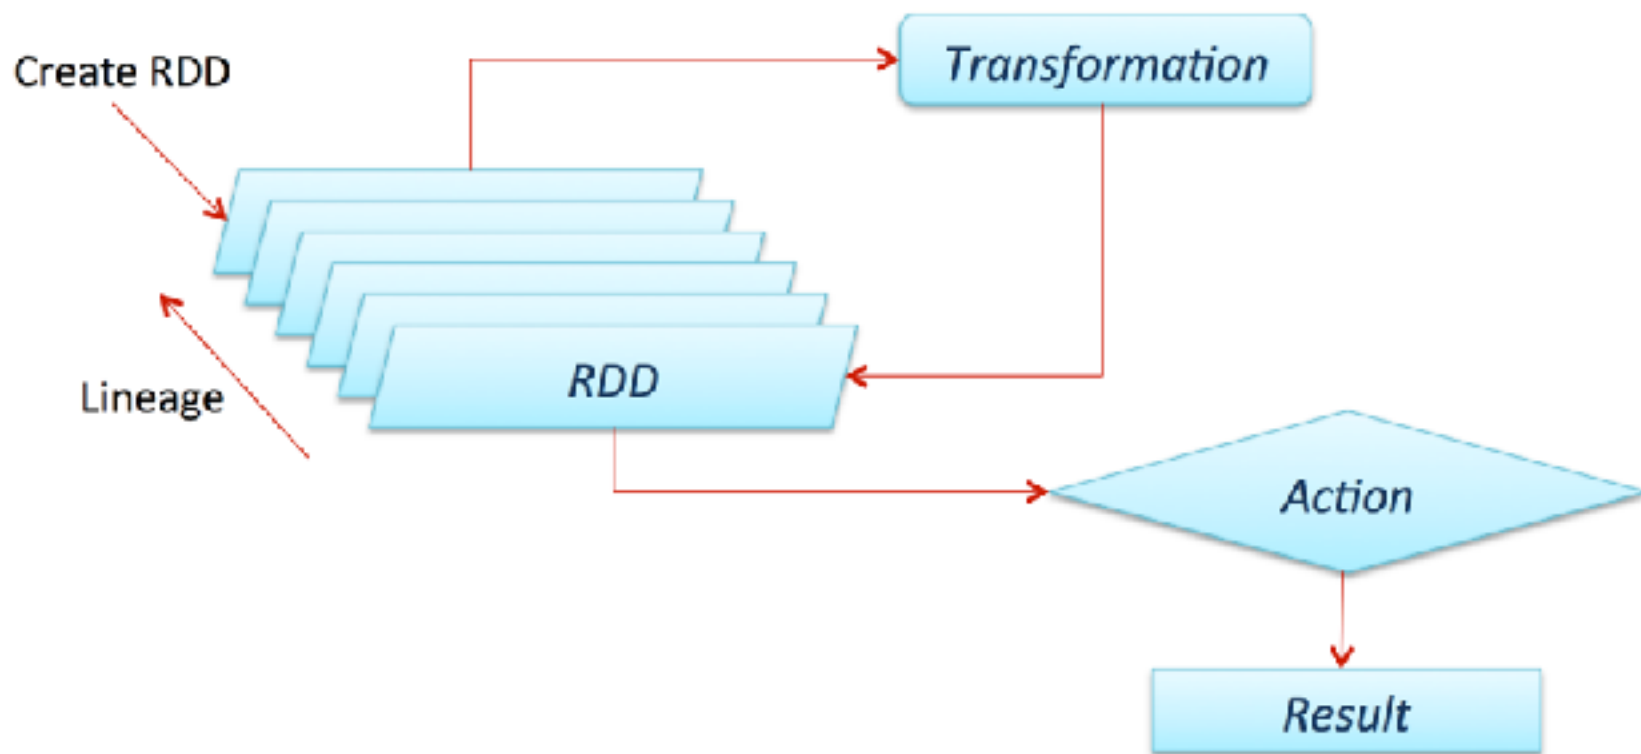 Create RDD
Transformation
RDD
Lineage
Action
Result